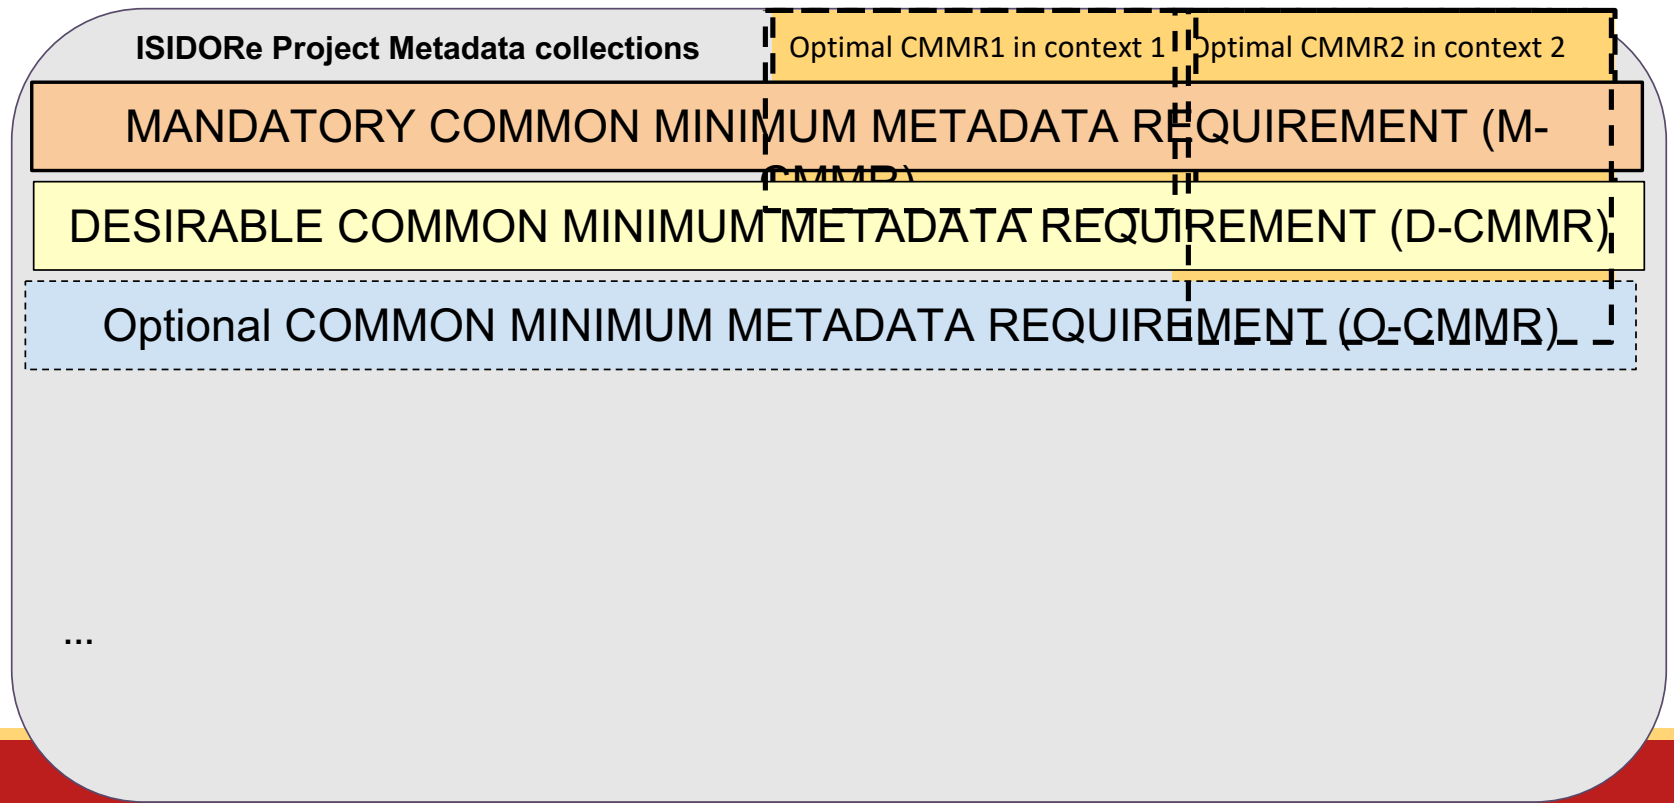 ISIDORe Project Metadata collections
Optimal CMMR1 in context 1
Optimal CMMR2 in context 2
MANDATORY COMMON MINIMUM METADATA REQUIREMENT (M-
CMMR)
DESIRABLE COMMON MINIMUM METADATA REQUIREMENT (D-CMMR)
Optional COMMON MINIMUM METADATA REQUIREMENT (O-CMMR)
...